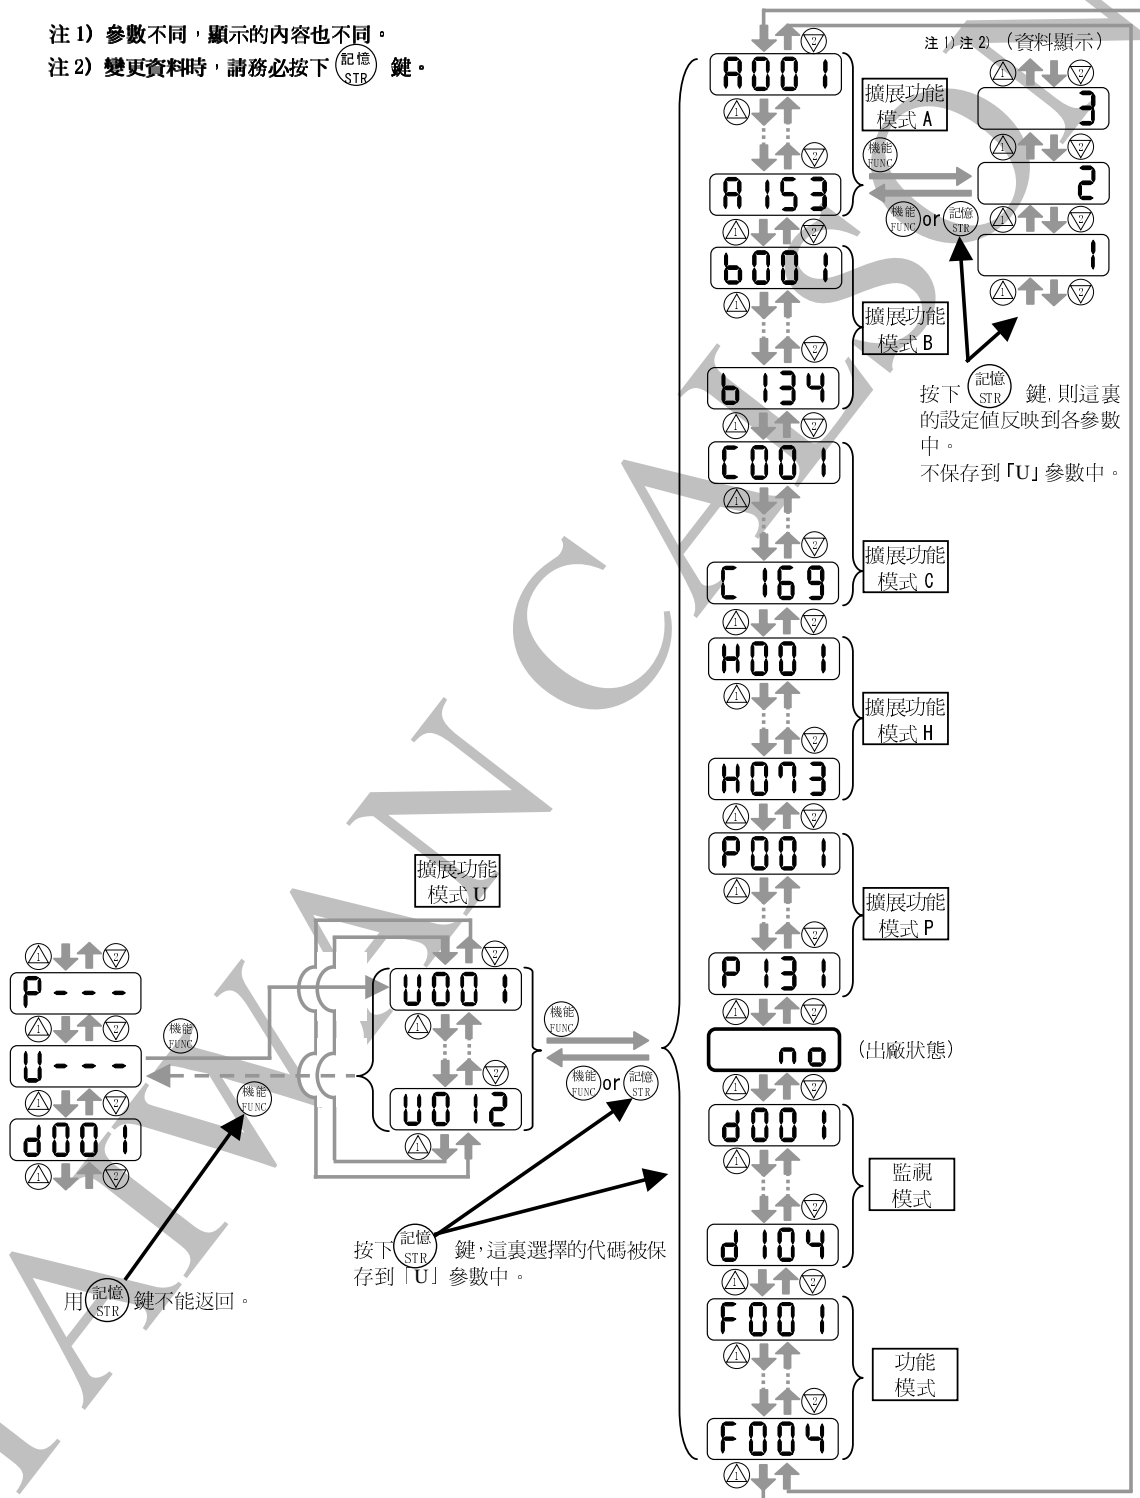 注 1) 參數不同，顯示的內容也不同。
注 2) 變更資料時，請務必按下 記憶 STR 鍵。
注 1) 注 2) （資料顯示）
A001
擴展功能
模式 A
3
機能
FUNC
A153
2
機能
FUNC
or
記憶
STR
1
b001
擴展功能
模式 B
b134
按下 記憶 STR 鍵，則這裏
的設定值反映到各參數
中。
不保存到「U」參數中。
C001
擴展功能
模式 C
C169
H001
擴展功能
模式 H
H073
P001
擴展功能
模式 P
P131
no
（出廠狀態）
d001
監視
模式
d104
F001
功能
模式
F004
擴展功能
模式 U
P---
U---
d001
機能
FUNC
機能
FUNC
U001
U012
機能
FUNC
機能
FUNC
or
記憶
STR
按下 記憶 STR 鍵，這裏選擇的代碼被保
存到「U」參數中。
用 記憶 STR 鍵不能返回。
TAIWAN CALSON